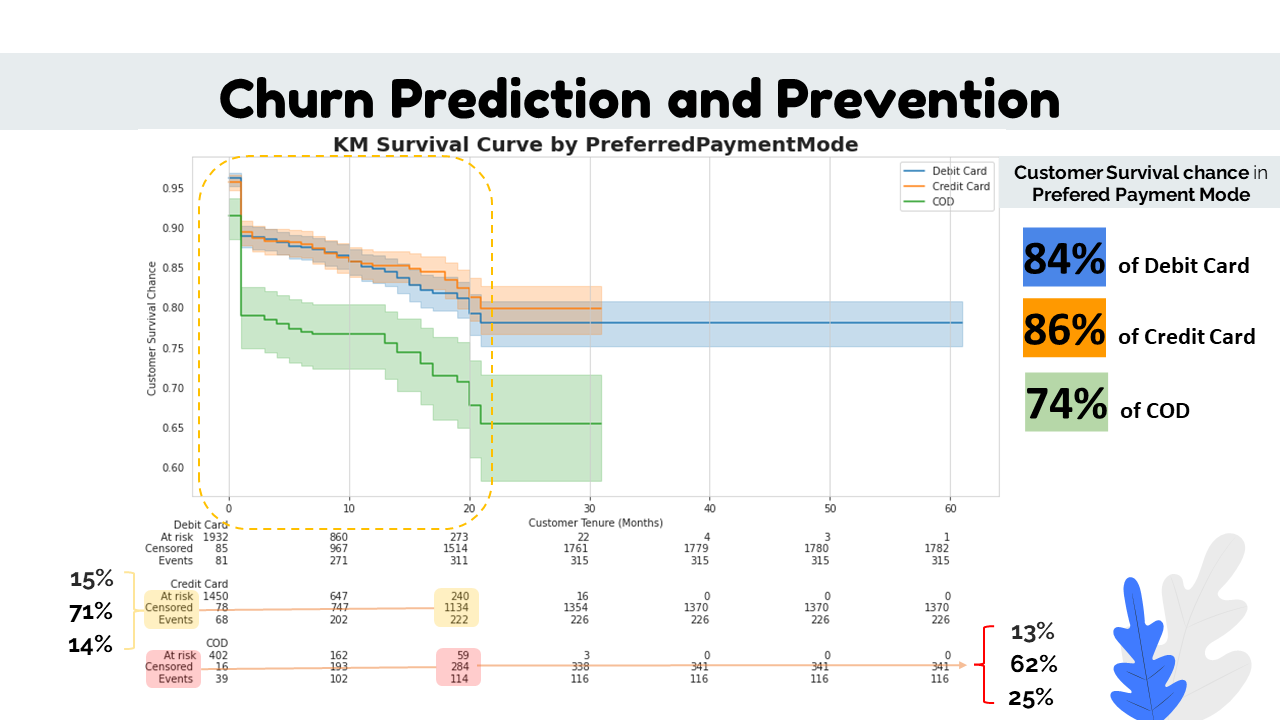 Churn Prediction and Prevention
KM Survival Curve by PreferredPaymentMode
Debit Card
Credit Card
COD
0.95
0.90
0.85
0.80
0.75
0.70
0.65
0.60
Customer Survival Chance
0 10 20 30 40 50 60
Customer Tenure (Months)
Debit Card
At risk 1932 860 273 22 4 3 1
Censored 85 967 1514 1761 1779 1780 1782
Events 81 271 311 315 315 315 315
Credit Card
At risk 1450 647 240 16 0 0 0
Censored 78 747 1134 1354 1370 1370 1370
Events 68 202 222 226 226 226 226
COD
At risk 402 162 59 3 0 0 0
Censored 16 193 284 338 341 341 341
Events 39 102 114 116 116 116 116
15%
71%
14%
13%
62%
25%
Customer Survival chance in
Prefered Payment Mode
84% of Debit Card
86% of Credit Card
74% of COD